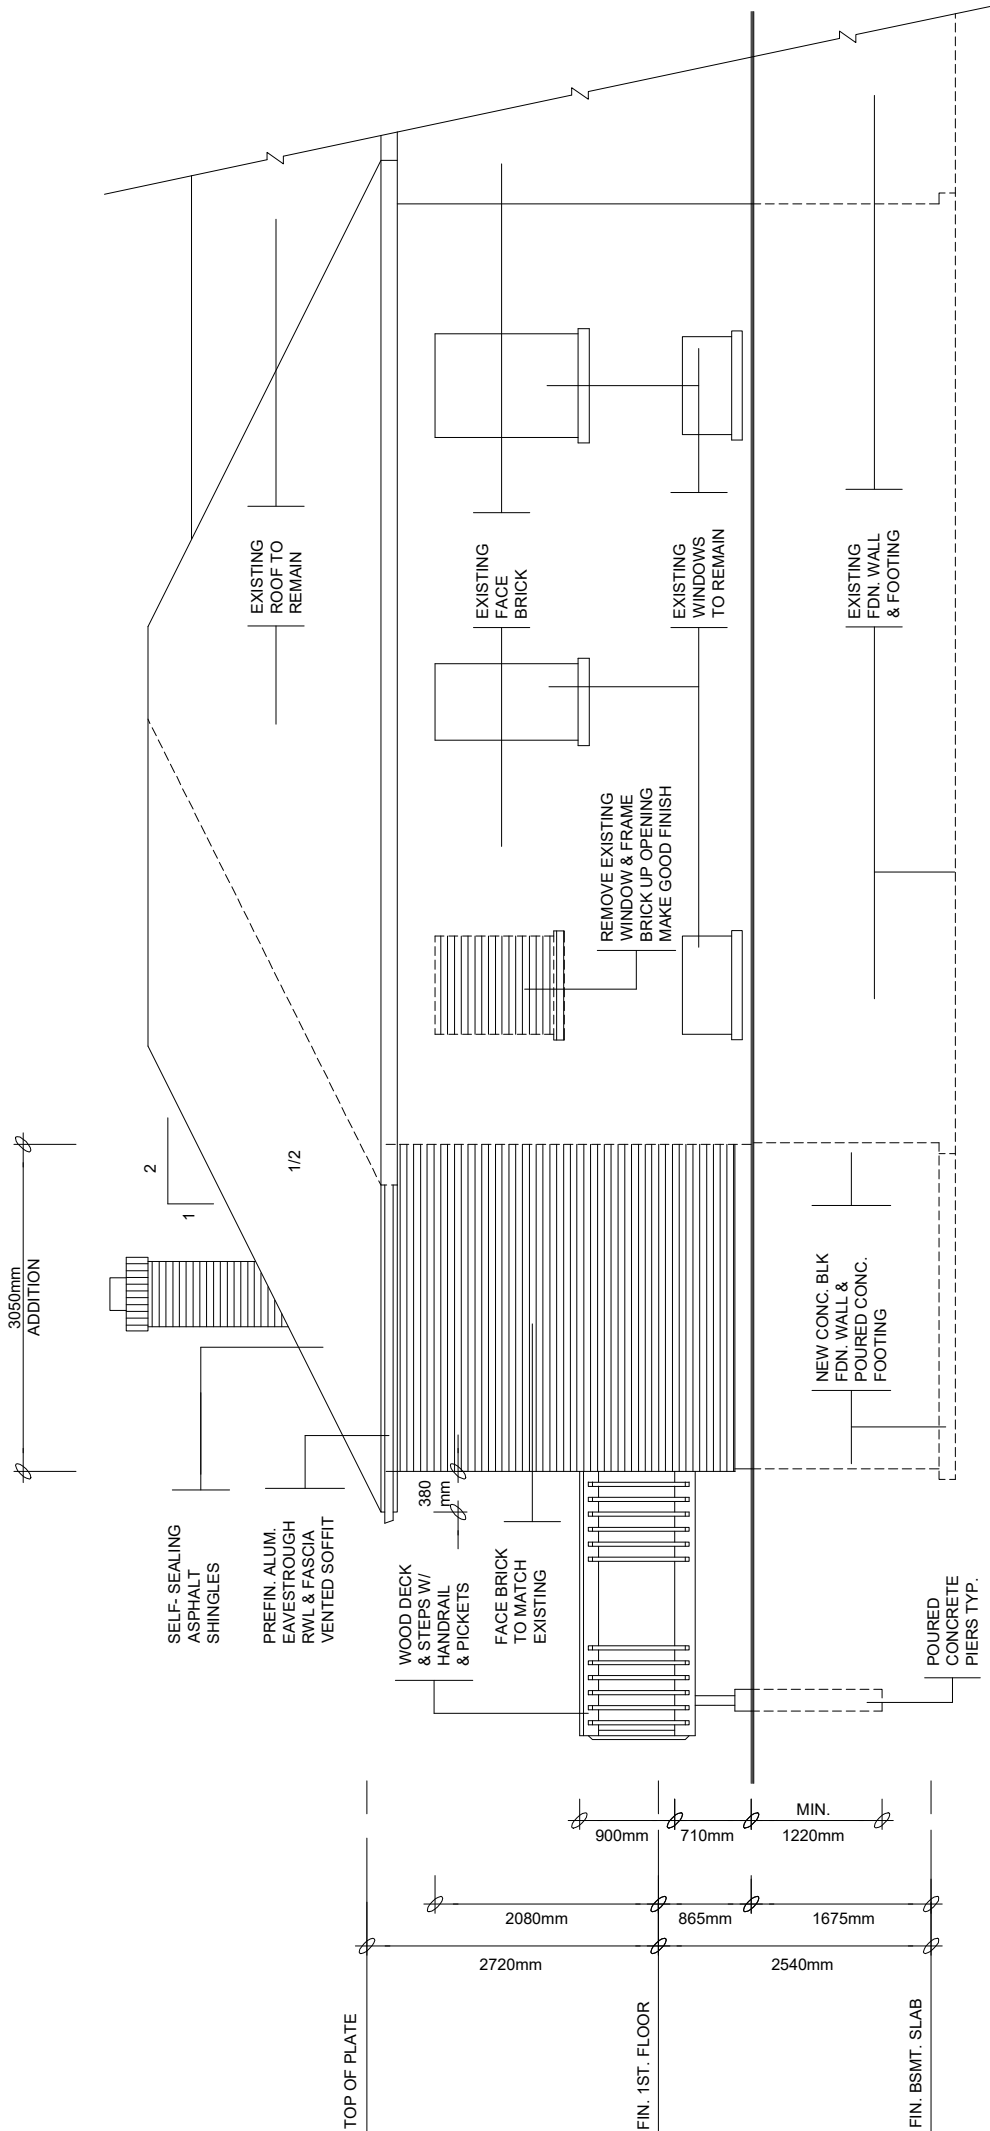 3050mm
ADDITION
2
1
1/2
SELF- SEALING
ASPHALT
SHINGLES
PREFIN. ALUM.
EAVESTROUGH
RWL & FASCIA
VENTED SOFFIT
380
mm
WOOD DECK
& STEPS W/
HANDRAIL
& PICKETS
FACE BRICK
TO MATCH
EXISTING
EXISTING
ROOF TO
REMAIN
EXISTING
FACE
BRICK
REMOVE EXISTING
WINDOW & FRAME
BRICK UP OPENING
MAKE GOOD FINISH
EXISTING
WINDOWS
TO REMAIN
EXISTING
FDN. WALL
& FOOTING
NEW CONC. BLK
FDN. WALL &
POURED CONC.
FOOTING
POURED
CONCRETE
PIERS TYP.
900mm
710mm
MIN.
1220mm
2080mm
865mm
1675mm
2720mm
2540mm
TOP OF PLATE
FIN. 1ST. FLOOR
FIN. BSMT. SLAB